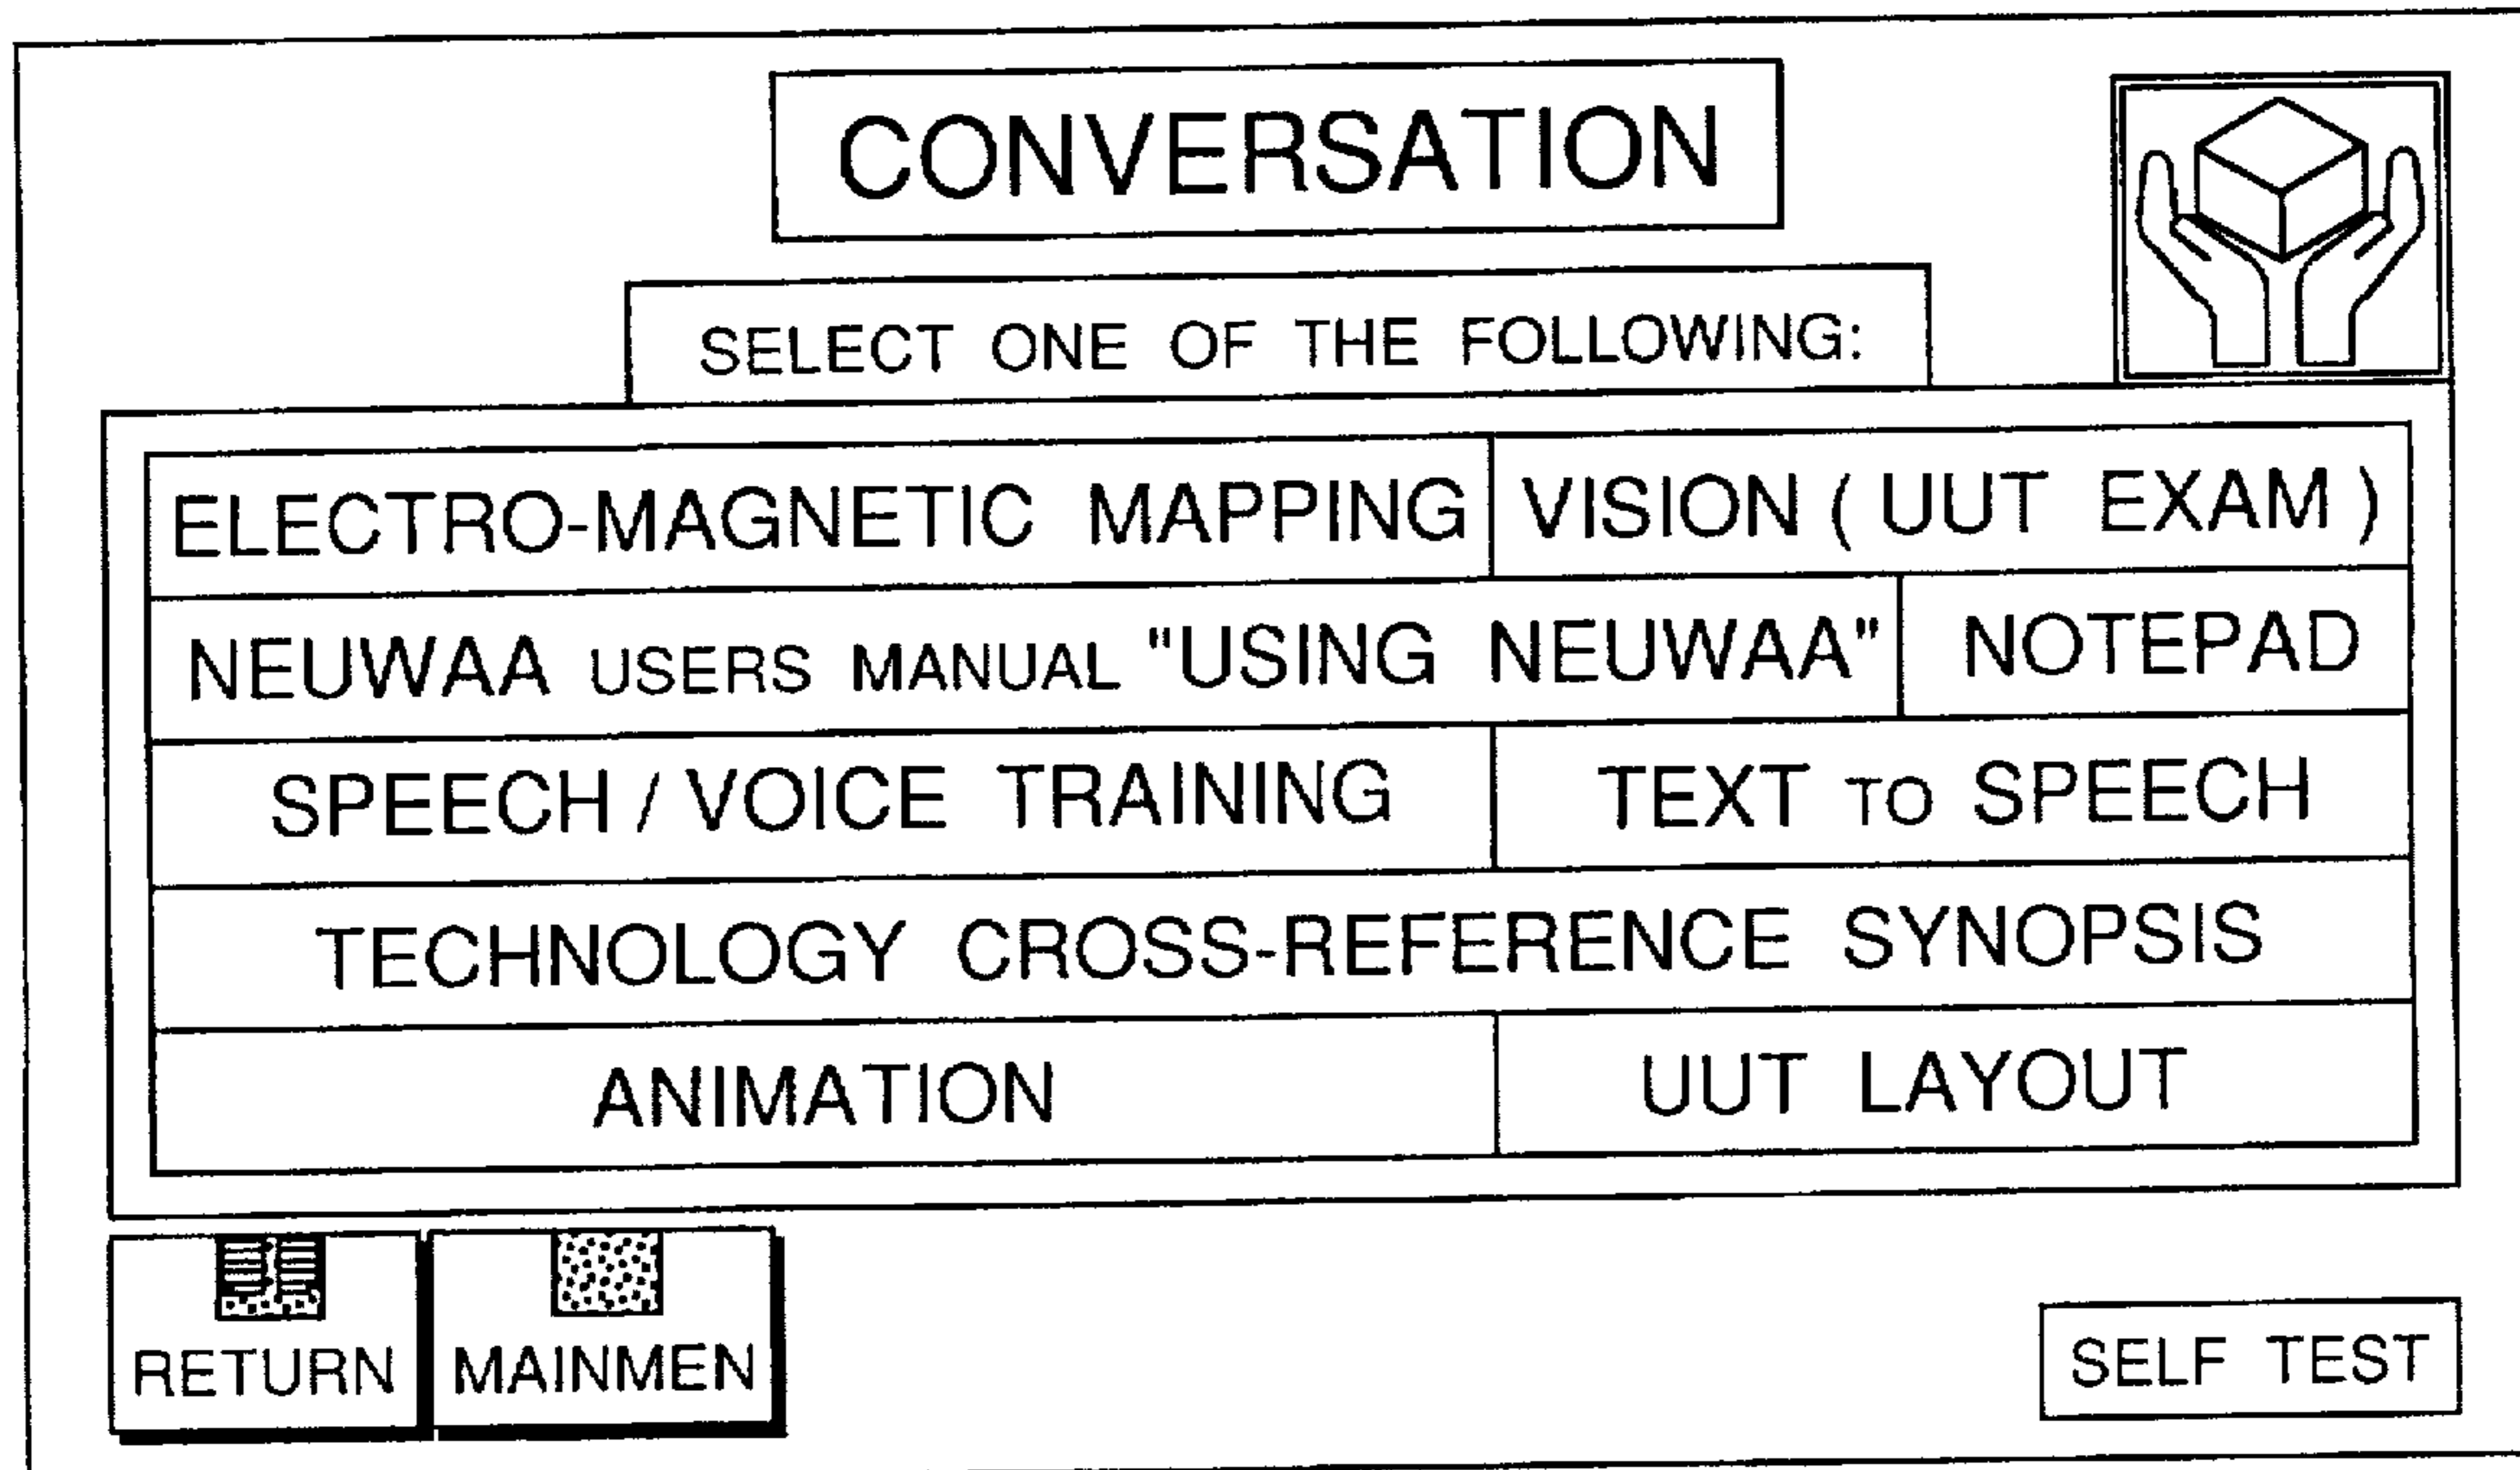 CONVERSATION
SELECT ONE OF THE FOLLOWING:
ELECTRO-MAGNETIC MAPPING VISION ( UUT EXAM )
NEUWAA USERS MANUAL "USING NEUWAA" NOTEPAD
SPEECH / VOICE TRAINING TEXT TO SPEECH
TECHNOLOGY CROSS-REFERENCE SYNOPSIS
ANIMATION UUT LAYOUT
RETURN MAINMEN SELF TEST